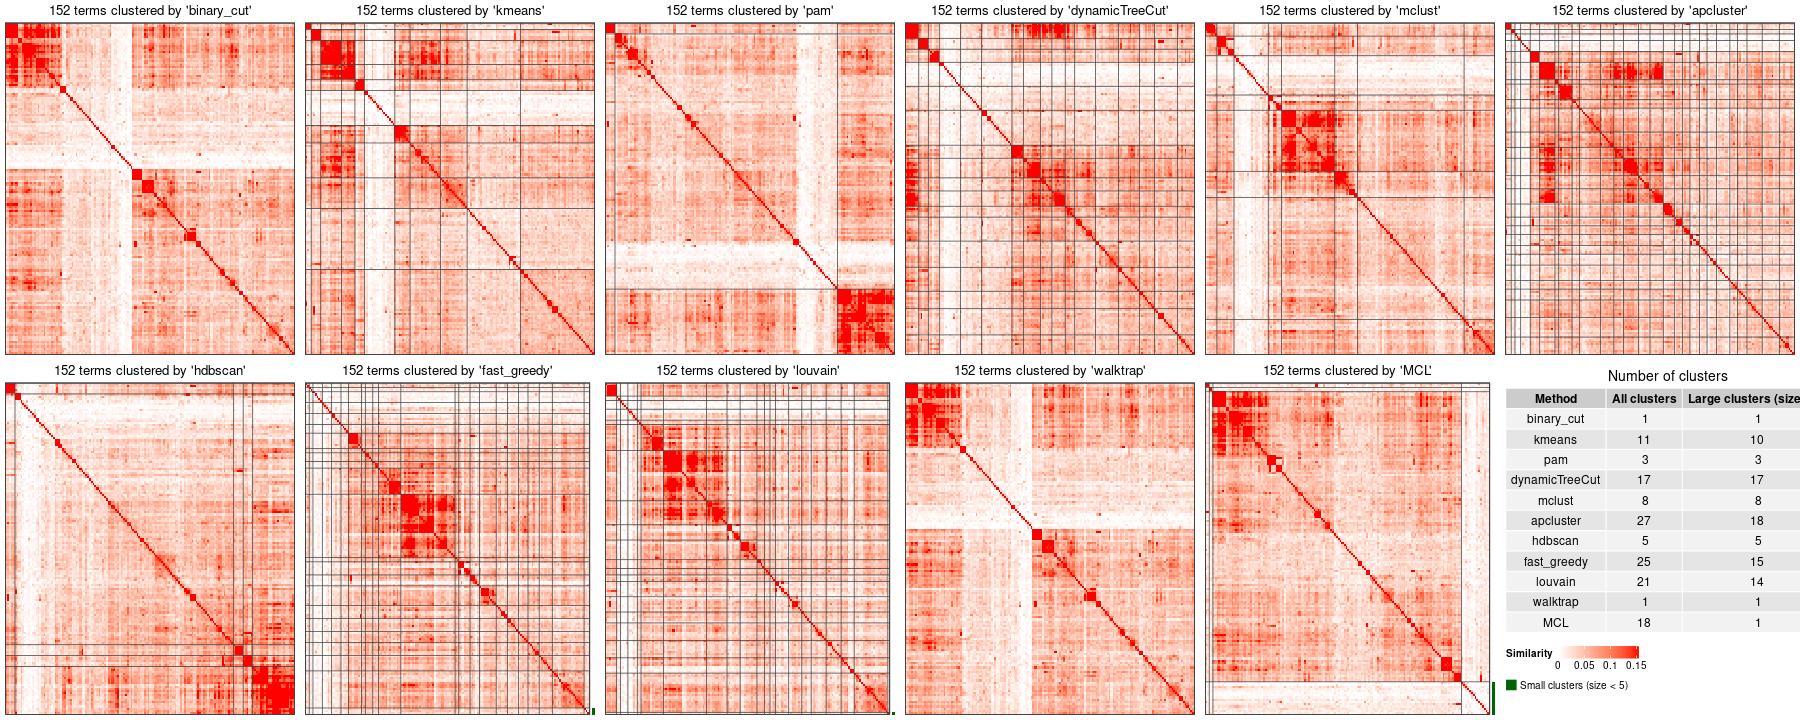 152 terms clustered by 'binary_cut'
152 terms clustered by 'kmeans'
152 terms clustered by 'pam'
152 terms clustered by 'dynamicTreeCut'
152 terms clustered by 'mclust'
152 terms clustered by 'apcluster'
152 terms clustered by 'hdbscan'
152 terms clustered by 'fast_greedy'
152 terms clustered by 'louvain'
152 terms clustered by 'walktrap'
152 terms clustered by 'MCL'
Number of clusters
Method All clusters Large clusters (size
binary_cut 1 1
kmeans 11 10
pam 3 3
dynamicTreeCut 17 17
mclust 8 8
apcluster 27 18
hdbscan 5 5
fast_greedy 25 15
louvain 21 14
walktrap 1 1
MCL 18 1
Similarity
0 0.05 0.1 0.15
Small clusters (size < 5)